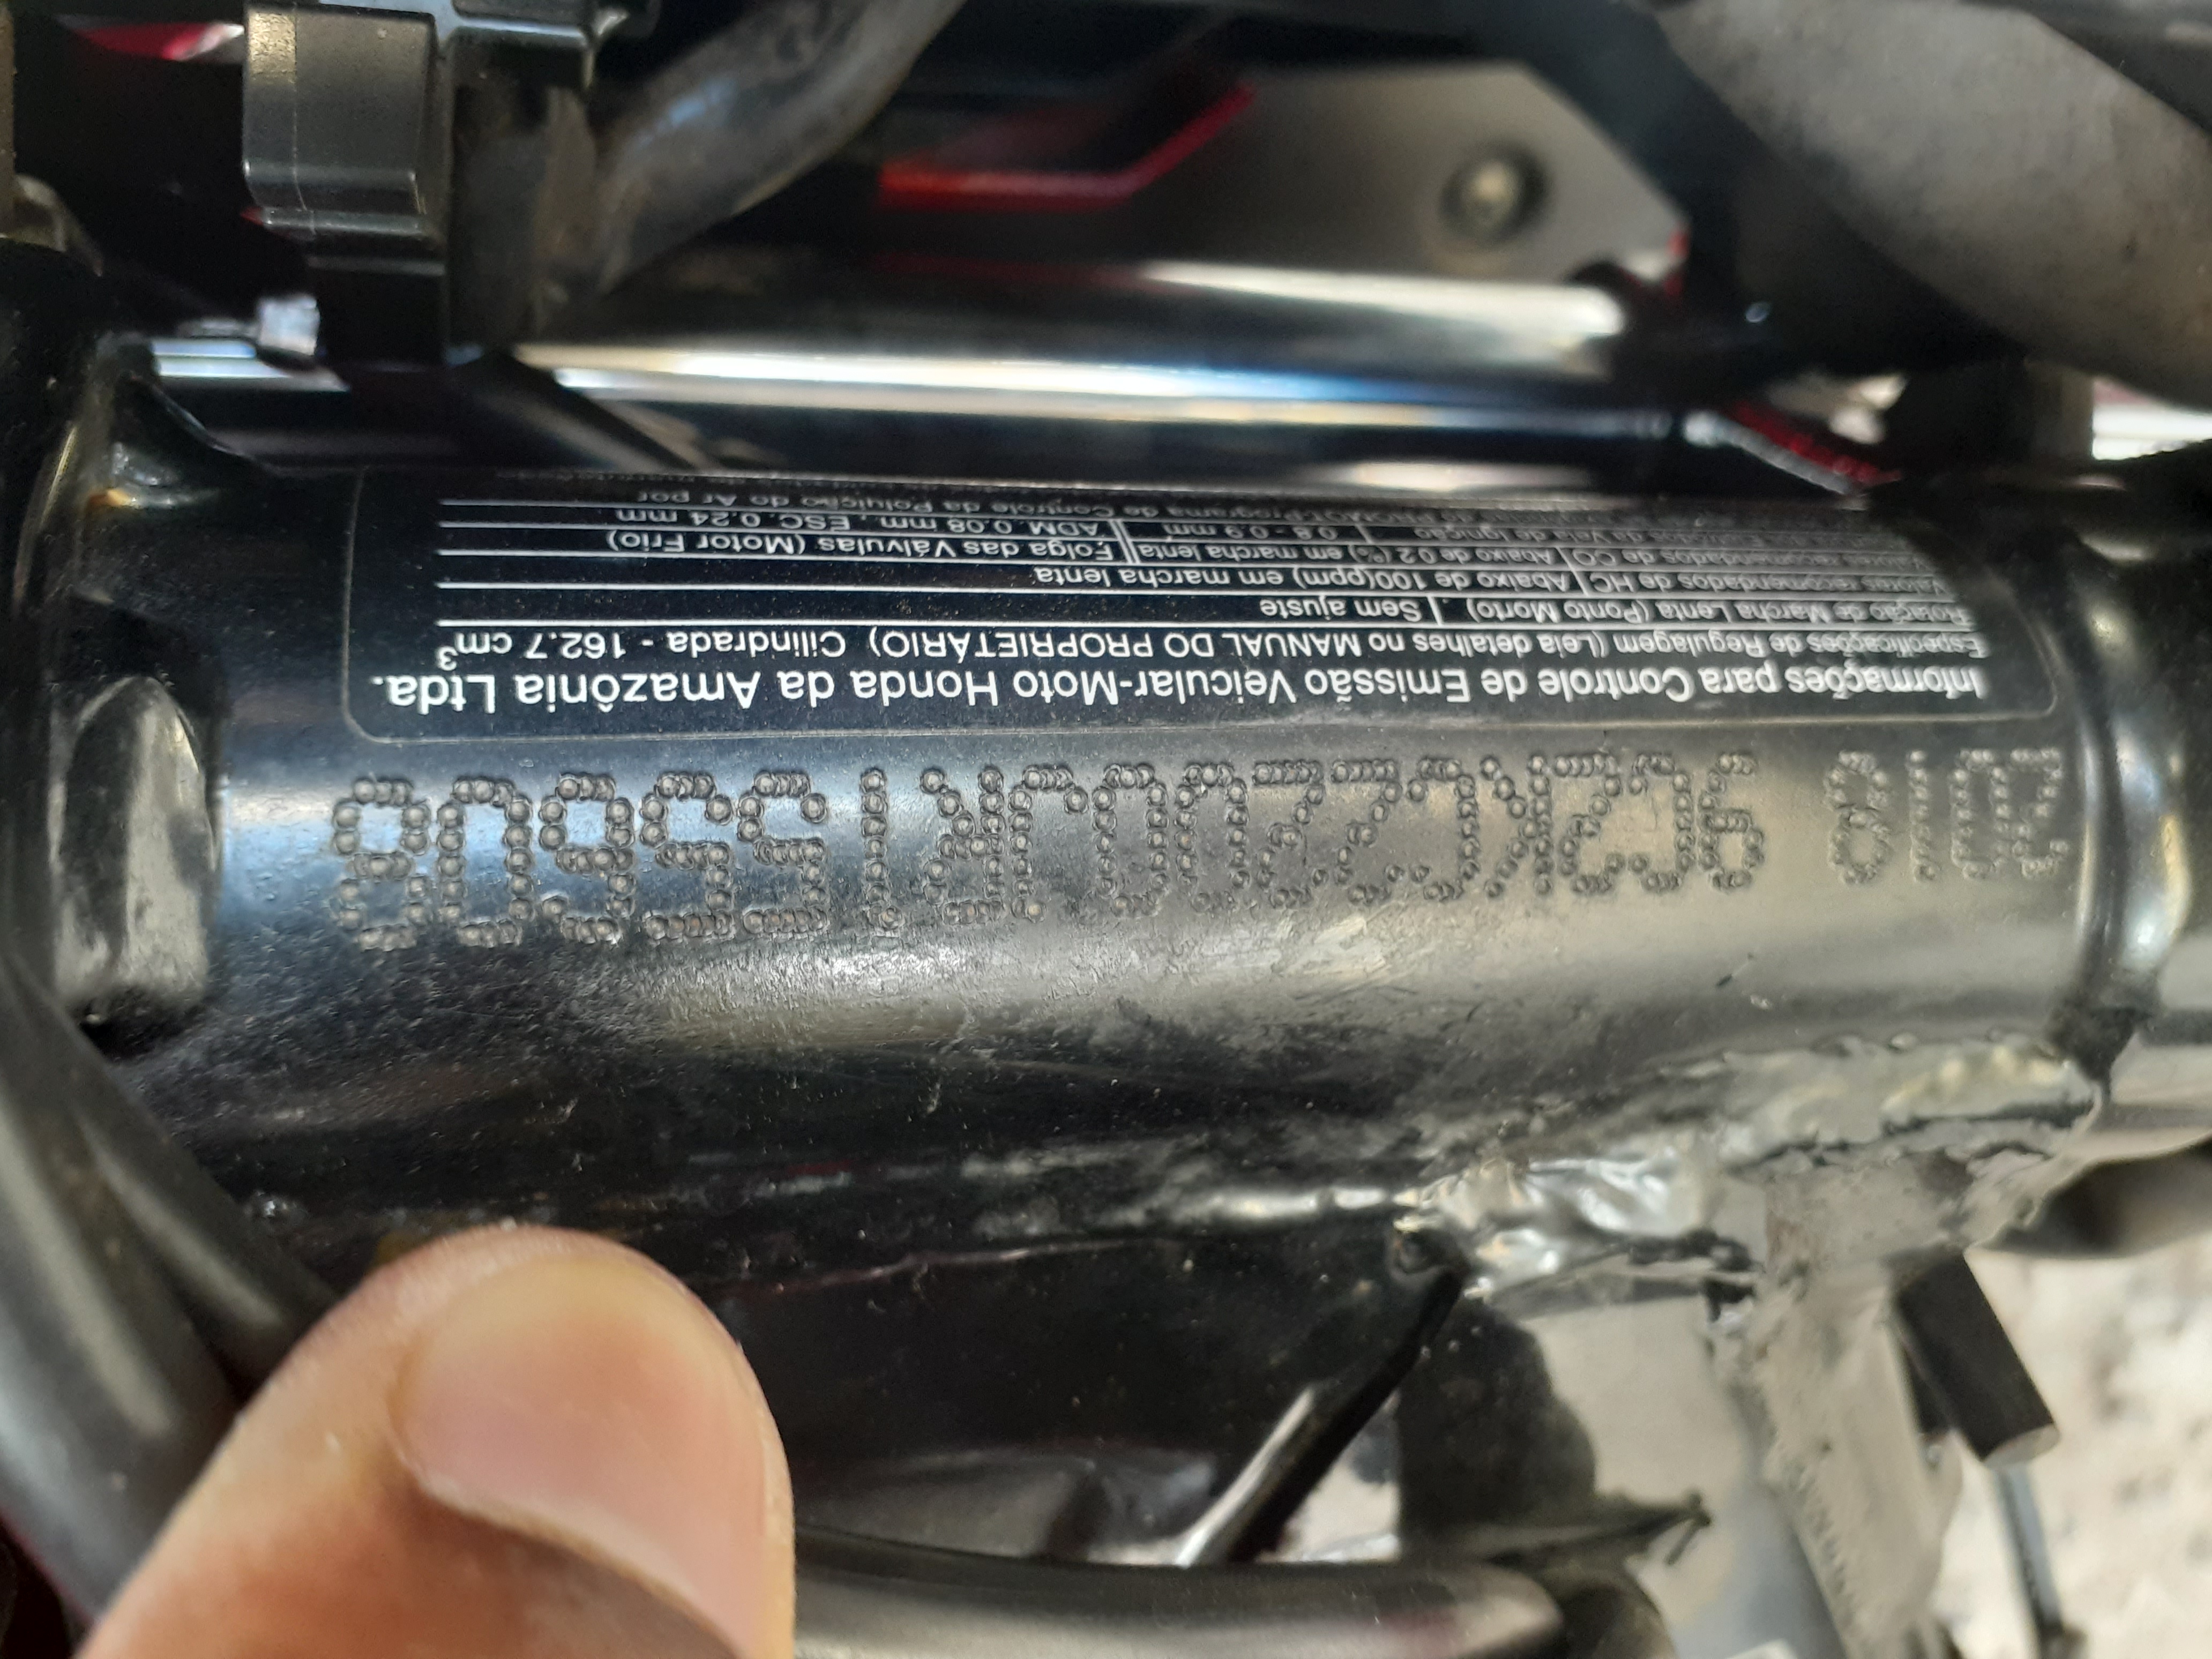 2018 9C2KC2200JR155608
Informações para Controle de Emissão Veicular-Moto Honda da Amazônia Ltda.
Especificações de Regulagem (Leia detalhes no MANUAL DO PROPRIETÁRIO) Cilindrada - 162.7 cm³
Rotação de Marcha Lenta (Ponto Morto) Sem ajuste
Valores recomendados de HC Abaixo de 100(ppm) em marcha lenta
Valores recomendados de CO Abaixo de 0.2 (%) em marcha lenta Folga das Válvulas (Motor Frio)
da Vela de Ignição 0.8 - 0.9 mm ADM. 0.08 mm , ESC. 0.24 mm
Programa de Controle da Poluição do Ar por